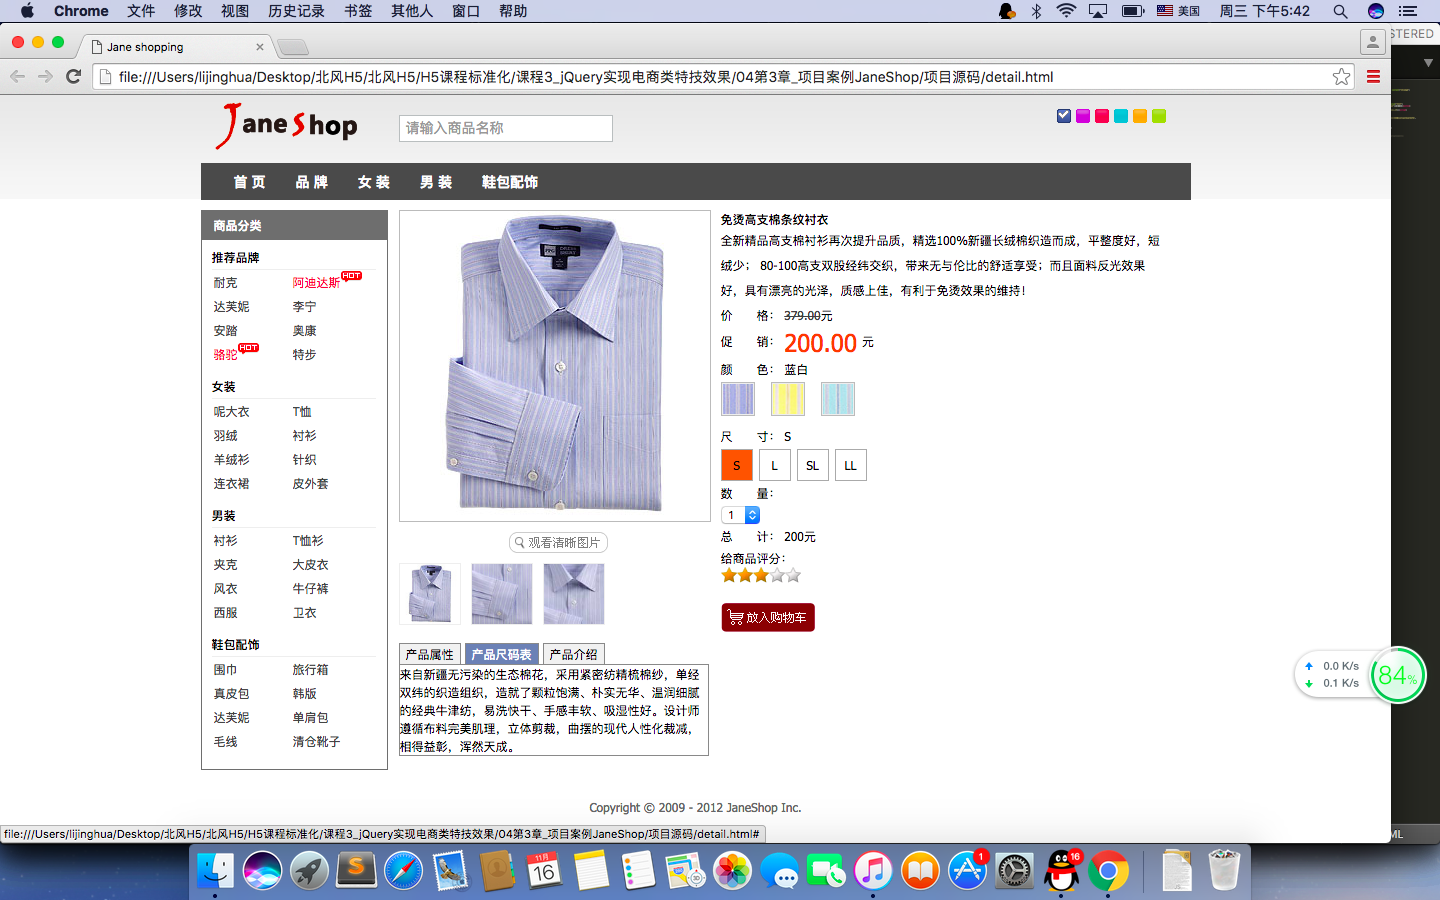 Chrome 文件 修改 视图 历史记录 书签 其他人 窗口 帮助 美国 周三 下午5:42
Jane shopping
STERED
file:///Users/lijinghua/Desktop/北风H5/北风H5/H5课程标准化/课程3_jQuery实现电商类特技效果/04第3章_项目案例JaneShop/项目源码/detail.html
Jane Shop
请输入商品名称
首 页 品 牌 女 装 男 装 鞋包配饰
商品分类
推荐品牌
耐克 阿迪达斯 HOT
达芙妮 李宁
安踏 奥康
骆驼 HOT 特步
女装
呢大衣 T恤
羽绒 衬衫
羊绒衫 针织
连衣裙 皮外套
男装
衬衫 T恤衫
夹克 大皮衣
风衣 牛仔裤
西服 卫衣
鞋包配饰
围巾 旅行箱
真皮包 韩版
达芙妮 单肩包
毛线 清仓靴子
观看清晰图片
产品属性 产品尺码表 产品介绍
来自新疆无污染的生态棉花，采用紧密纺精梳棉纱，单经
双纬的织造组织，造就了颗粒饱满、朴实无华、温润细腻
的经典牛津纺，易洗快干、手感丰软、吸湿性好。设计师
遵循布料完美肌理，立体剪裁，曲摆的现代人性化裁减，
相得益彰，浑然天成。
免烫高支棉条纹衬衣
全新精品高支棉衬衫再次提升品质，精选100%新疆长绒棉织造而成，平整度好，短
绒少； 80-100高支双股经纬交织，带来无与伦比的舒适享受；而且面料反光效果
好，具有漂亮的光泽，质感上佳，有利于免烫效果的维持！
价 格： 379.00元
促 销： 200.00 元
颜 色： 蓝白
尺 寸： S
S L SL LL
数 量：
1
总 计： 200元
给商品评分：
放入购物车
0.0 K/s
0.1 K/s
84%
Copyright © 2009 - 2012 JaneShop Inc.
file:///Users/lijinghua/Desktop/北风H5/北风H5/H5课程标准化/课程3_jQuery实现电商类特技效果/04第3章_项目案例JaneShop/项目源码/detail.html#
ML
11月
16
1
16